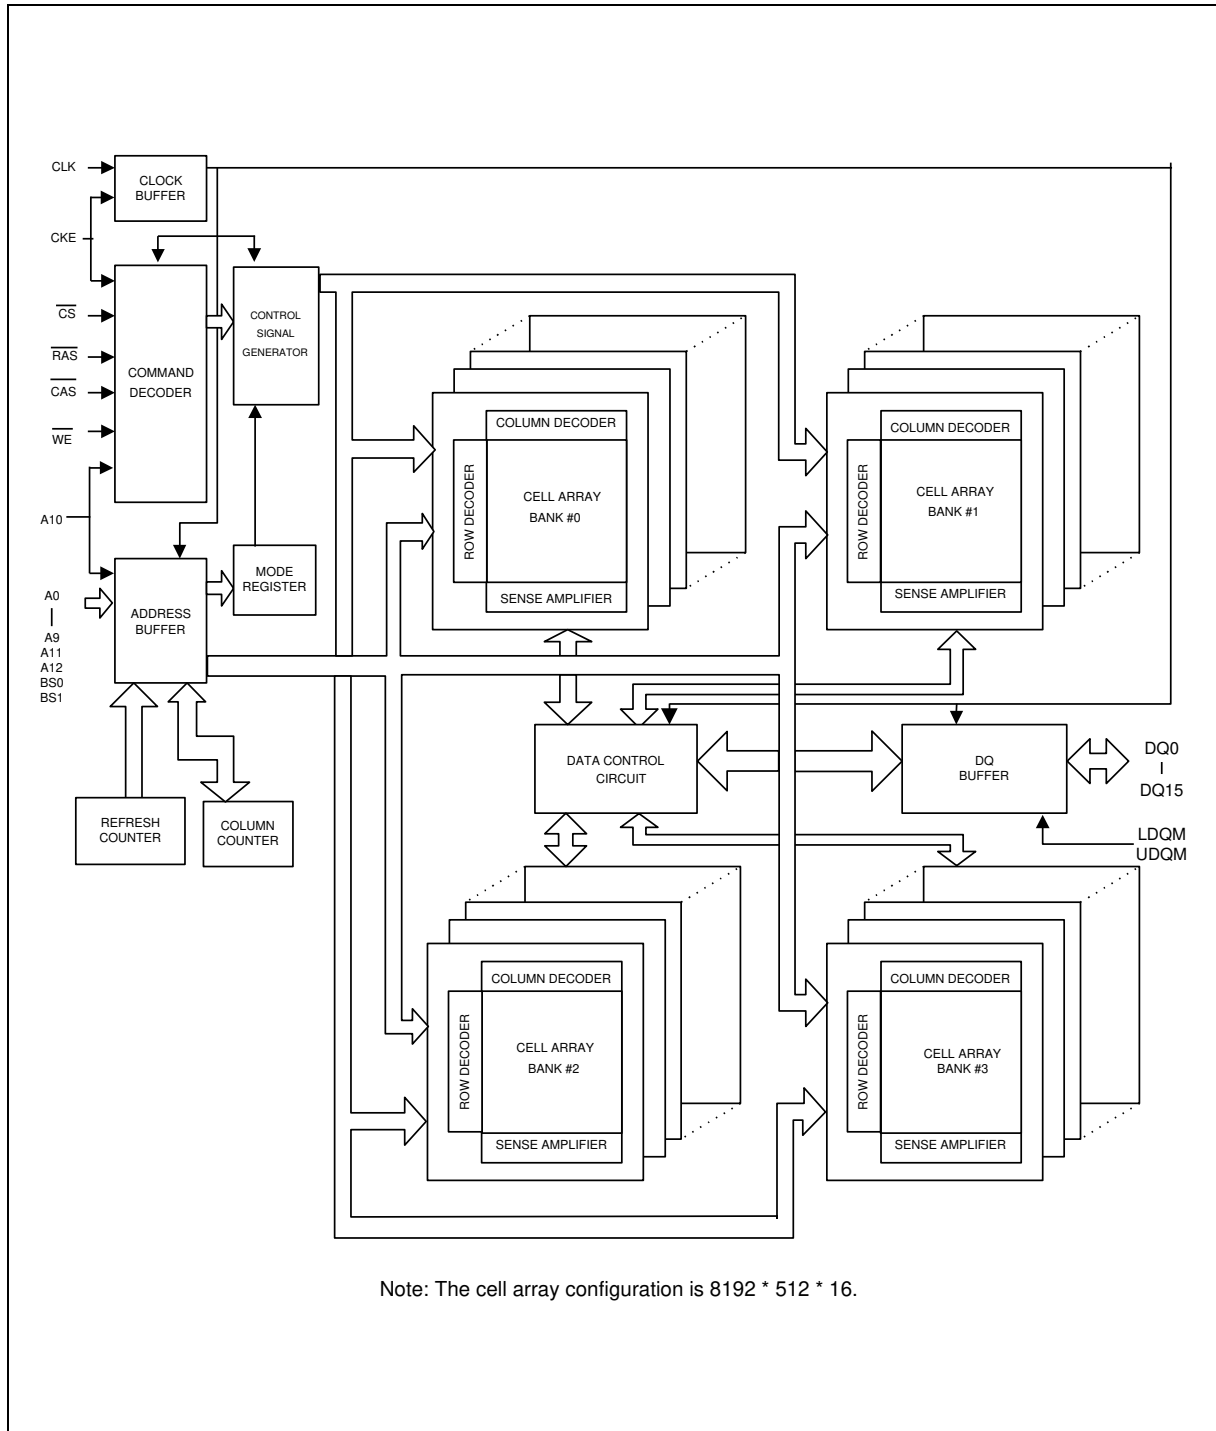 CLK
CLOCK
BUFFER
CKE
CS
RAS
CAS
WE
A10
COMMAND
DECODER
CONTROL
SIGNAL
GENERATOR
A0
A9
A11
A12
BS0
BS1
ADDRESS
BUFFER
MODE
REGISTER
REFRESH
COUNTER
COLUMN
COUNTER
COLUMN DECODER
ROW DECODER
CELL ARRAY
BANK #0
SENSE AMPLIFIER
COLUMN DECODER
ROW DECODER
CELL ARRAY
BANK #1
SENSE AMPLIFIER
DATA CONTROL
CIRCUIT
DQ
BUFFER
DQ0
DQ15
LDQM
UDQM
COLUMN DECODER
ROW DECODER
CELL ARRAY
BANK #2
SENSE AMPLIFIER
COLUMN DECODER
ROW DECODER
CELL ARRAY
BANK #3
SENSE AMPLIFIER
Note: The cell array configuration is 8192 * 512 * 16.